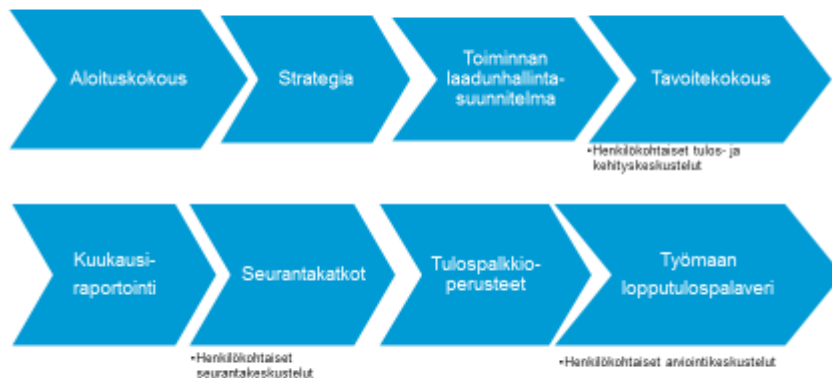 Aloituskokous
Strategia
Toiminnan
laadunhallinta-
suunnitelma
Tavoitekokous
•Henkilökohtaiset tulos- ja
kehityskeskustelut
Kuukausi-
raportointi
Seurantakatkot
Tulospalkkio-
perusteet
Työmaan
lopputulospalaveri
•Henkilökohtaiset
seurantakeskustelut
•Henkilökohtaiset arviointikeskustelut